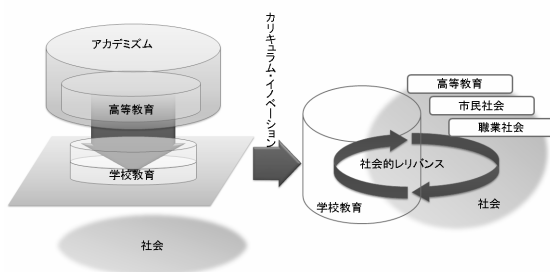 アカデミズム
高等教育
学校教育
社会
カリキュラム・イノベーション
高等教育
市民社会
職業社会
社会的レリバンス
学校教育
社会